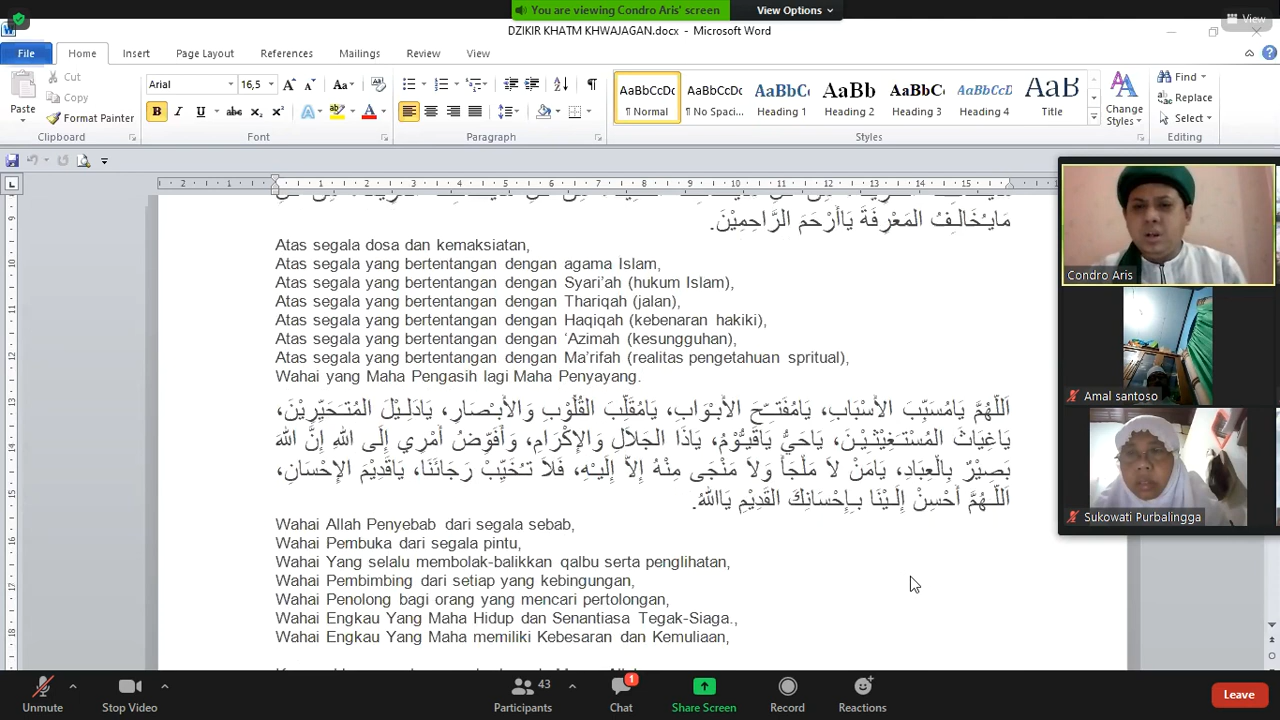 You are viewing Condro Aris' screen
View Options
View
DZIKIR KHATM KHWAJAGAN.docx - Microsoft Word
File Home Insert Page Layout References Mailings Review View
Paste
Cut
Copy
Format Painter
Clipboard
Arial 16,5
Font
Paragraph
AaBbCcDc AaBbCcDc AaBbC AaBb AaBbC AaBbCcD AaBb
¶ Normal ¶ No Spaci... Heading 1 Heading 2 Heading 3 Heading 4 Title
Change Styles
Styles
Find
Replace
Select
Editing
مَايُخَالِفُ المَعْرِفَةَ يَاأَرْحَمَ الرَّاحِمِيْنَ.
Atas segala dosa dan kemaksiatan,
Atas segala yang bertentangan dengan agama Islam,
Atas segala yang bertentangan dengan Syari'ah (hukum Islam),
Atas segala yang bertentangan dengan Thariqah (jalan),
Atas segala yang bertentangan dengan Haqiqah (kebenaran hakiki),
Atas segala yang bertentangan dengan 'Azimah (kesungguhan),
Atas segala yang bertentangan dengan Ma'rifah (realitas pengetahuan spritual),
Wahai yang Maha Pengasih lagi Maha Penyayang.
اَللَّهُمَّ يَامُسَبِّبَ الأَسْبَابِ، يَامُفَتِّحَ الأَبْوَابِ، يَامُقَلِّبَ القُلُوْبِ وَالأَبْصَارِ، يَادَلِيْلَ المُتَحَيِّرِيْنَ،
يَاغِيَاثَ المُسْتَغِيْثِيْنَ، يَاحَيُّ يَاقَيُّوْمُ، يَاذَا الجَلاَلِ وَالإِكْرَامِ، وَأُفَوِّضُ أَمْرِي إِلَى اللهِ إِنَّ اللهَ
بَصِيْرٌ بِالْعِبَادِ، يَامَنْ لاَ مَلْجَأَ وَلاَ مَنْجَى مِنْهُ إِلاَّ إِلَيْهِ، فَلاَ تُخَيِّبْ رَجَائَنَا، يَاقَدِيْمَ الإِحْسَانِ،
اَللَّهُمَّ أَحْسِنْ إِلَيْنَا بِإِحْسَانِكَ القَدِيْمِ يَااللهُ.
Wahai Allah Penyebab dari segala sebab,
Wahai Pembuka dari segala pintu,
Wahai Yang selalu membolak-balikkan qalbu serta penglihatan,
Wahai Pembimbing dari setiap yang kebingungan,
Wahai Penolong bagi orang yang mencari pertolongan,
Wahai Engkau Yang Maha Hidup dan Senantiasa Tegak-Siaga.,
Wahai Engkau Yang Maha memiliki Kebesaran dan Kemuliaan,
Condro Aris
Amal santoso
Sukowati Purbalingga
Unmute
Stop Video
43
Participants
1
Chat
Share Screen
Record
Reactions
Leave